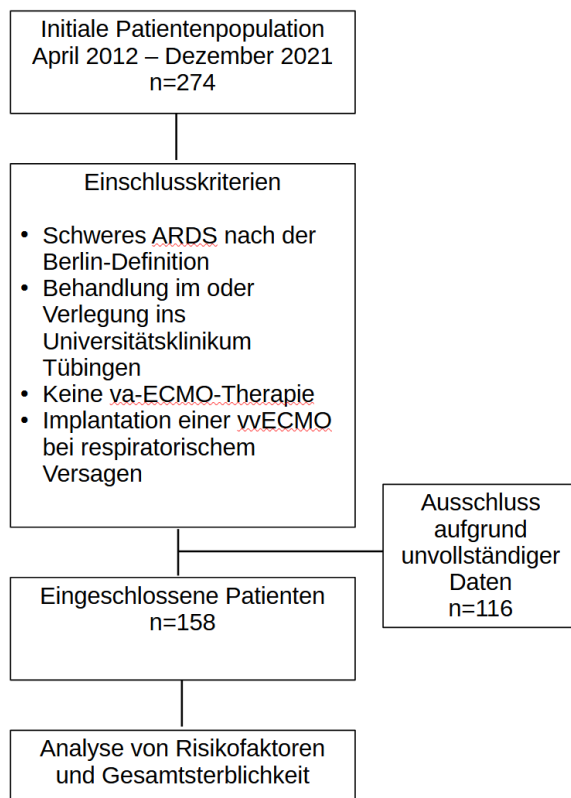 Initiale Patientenpopulation
April 2012 – Dezember 2021
n=274
Einschlusskriterien
• Schweres ARDS nach der
Berlin-Definition
• Behandlung im oder
Verlegung ins
Universitätsklinikum
Tübingen
• Keine va-ECMO-Therapie
• Implantation einer vvECMO
bei respiratorischem
Versagen
Ausschluss
aufgrund
unvollständiger
Daten
n=116
Eingeschlossene Patienten
n=158
Analyse von Risikofaktoren
und Gesamtsterblichkeit